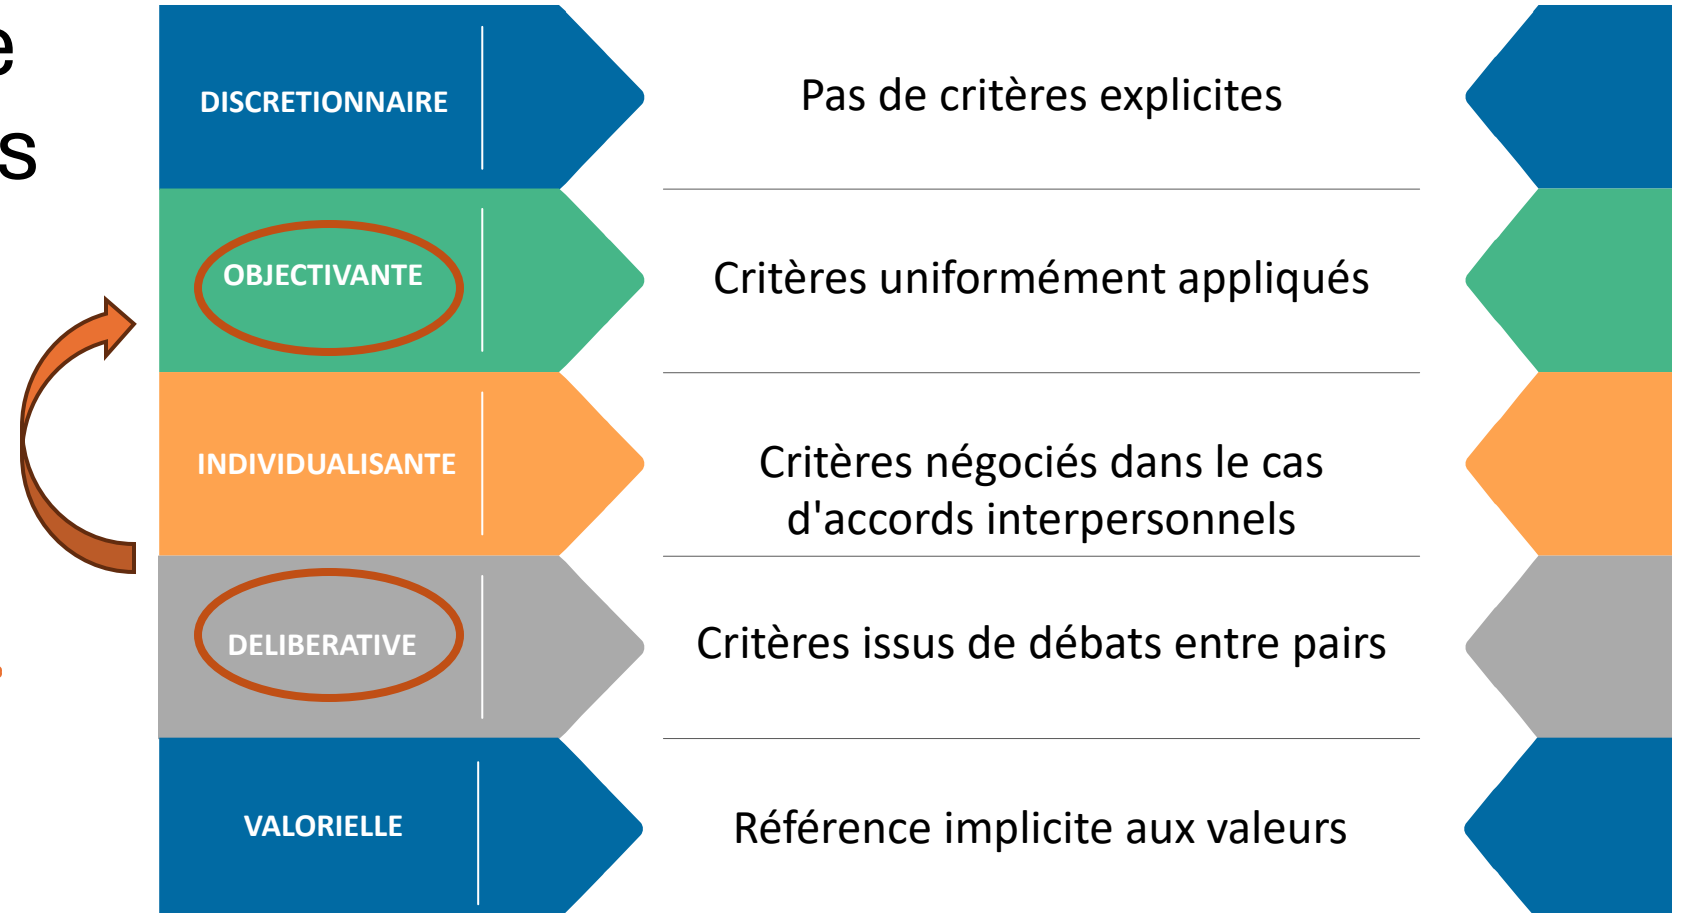 e
s
DISCRETIONNAIRE
Pas de critères explicites
OBJECTIVANTE
Critères uniformément appliqués
INDIVIDUALISANTE
Critères négociés dans le cas
d'accords interpersonnels
DELIBERATIVE
Critères issus de débats entre pairs
VALORIELLE
Référence implicite aux valeurs